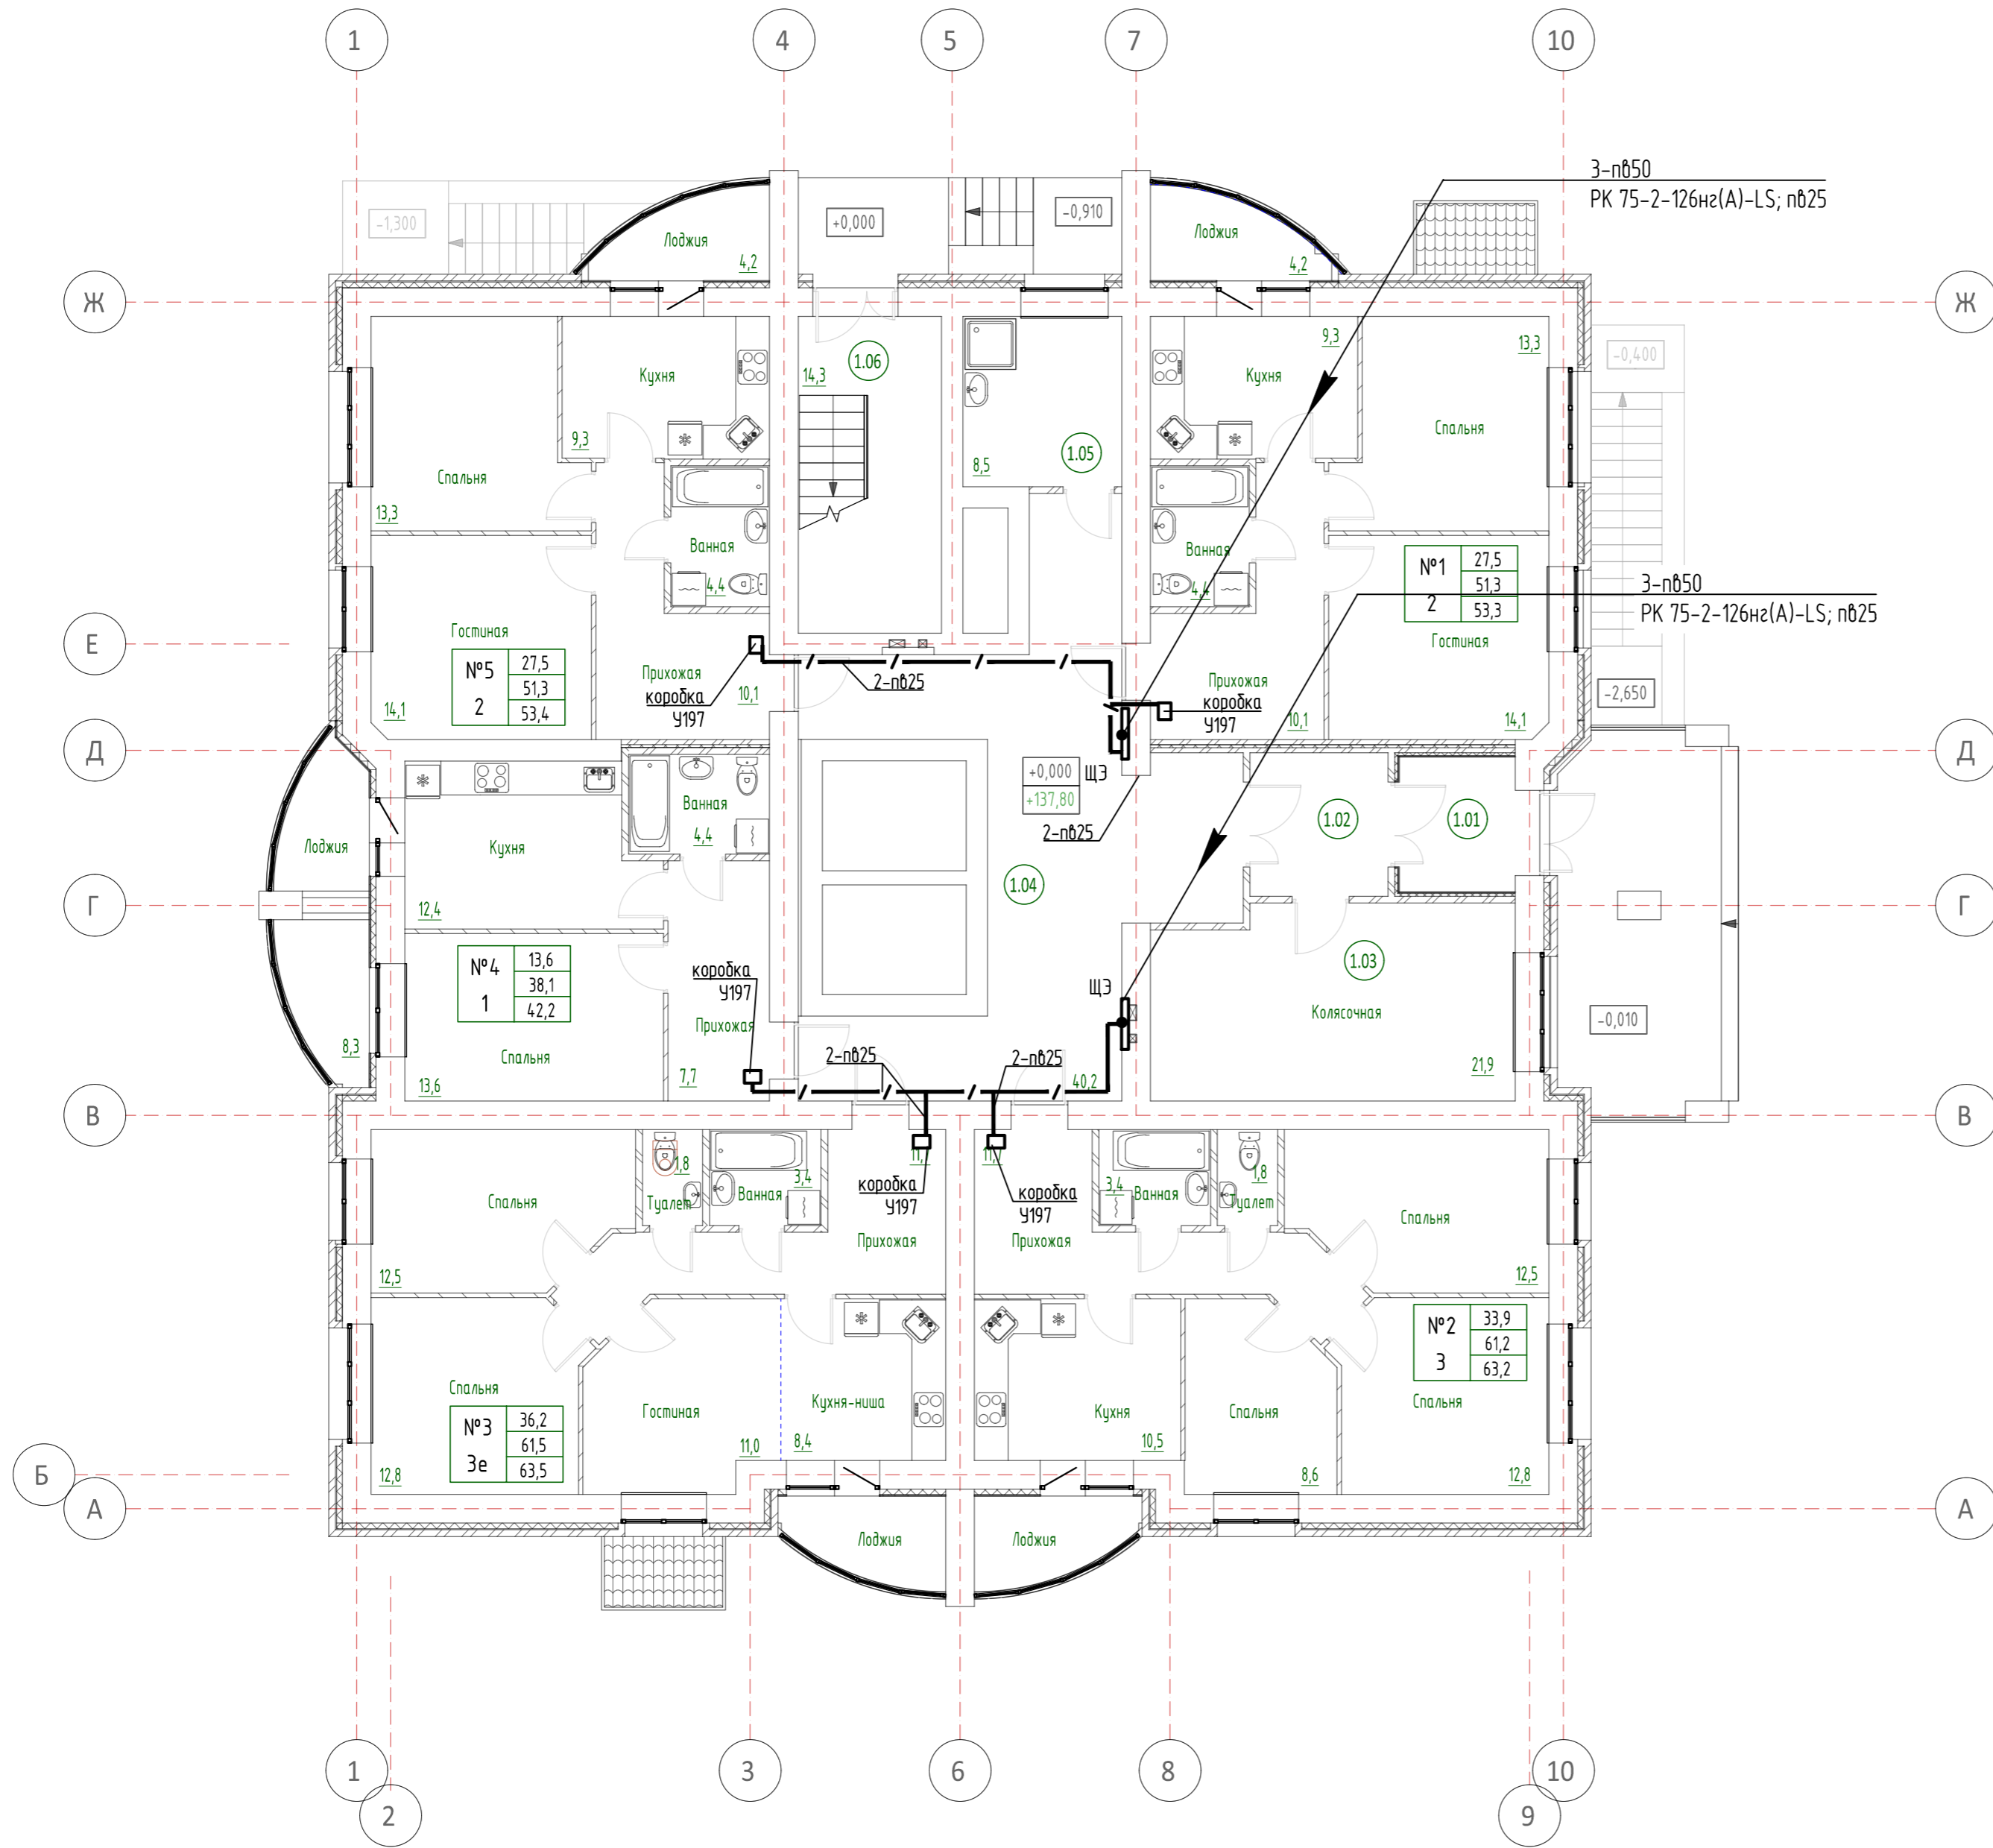 1
4
5
7
10
3-пв50
РК 75-2-126нг(А)-LS; пв25
-1,300
+0,000
-0,910
Лоджия
4,2
Лоджия
4,2
Ж
Ж
1.06
14,3
Кухня
9,3
Спальня
13,3
1.05
8,5
9,3
Кухня
13,3
Спальня
-0,400
Ванная
4,4
Ванная
4,4
№1
2
27,5
51,3
53,3
3-пв50
РК 75-2-126нг(А)-LS; пв25
Гостиная
14,1
Е
Гостиная
№5
2
27,5
51,3
53,4
14,1
Прихожая
10,1
коробка
У197
2-пв25
Прихожая
10,1
коробка
У197
-2,650
Д
Д
+0,000
+137,80
ЩЭ
2-пв25
Ванная
4,4
Кухня
12,4
Лоджия
8,3
1.02
1.01
1.04
Г
Г
№4
1
13,6
38,1
42,2
Спальня
13,6
коробка
У197
Прихожая
7,7
ЩЭ
1.03
Колясочная
21,9
-0,010
2-пв25
2-пв25
40,2
В
В
Спальня
12,5
1,8
Туалет
3,4
Ванная
коробка
У197
Прихожая
коробка
У197
Прихожая
3,4
Ванная
1,8
Туалет
Спальня
12,5
Спальня
№3
3е
36,2
61,5
63,5
12,8
Гостиная
11,0
Кухня-ниша
8,4
Кухня
10,5
Спальня
8,6
№2
3
33,9
61,2
63,2
Спальня
12,8
Б
А
А
Лоджия
Лоджия
1
2
3
6
8
9
10